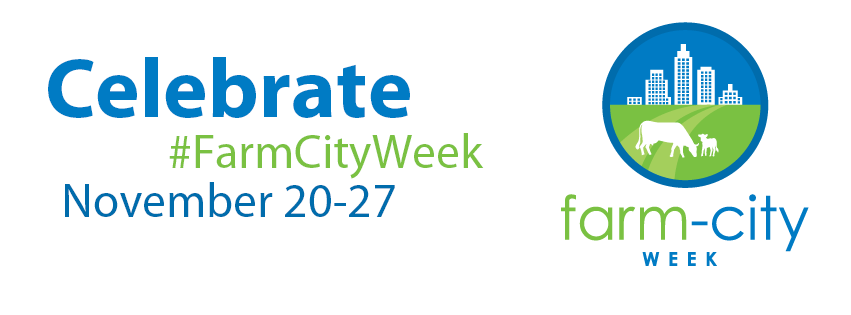 Celebrate
#FarmCityWeek
November 20-27
farm-city
WEEK